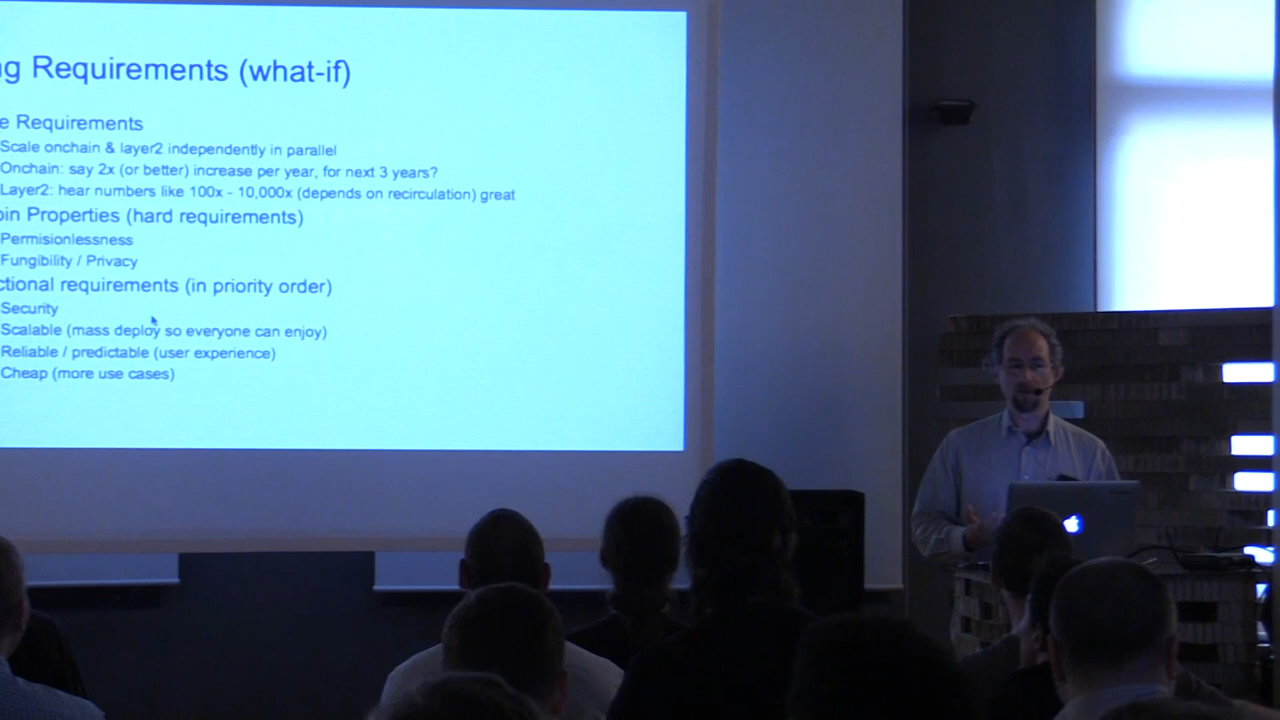 g Requirements (what-if)
e Requirements
Scale onchain & layer2 independently in parallel
Onchain: say 2x (or better) increase per year, for next 3 years?
Layer2: hear numbers like 100x - 10,000x (depends on recirculation) great
oin Properties (hard requirements)
Permisionlessness
Fungibility / Privacy
ctional requirements (in priority order)
Security
Scalable (mass deploy so everyone can enjoy)
Reliable / predictable (user experience)
Cheap (more use cases)